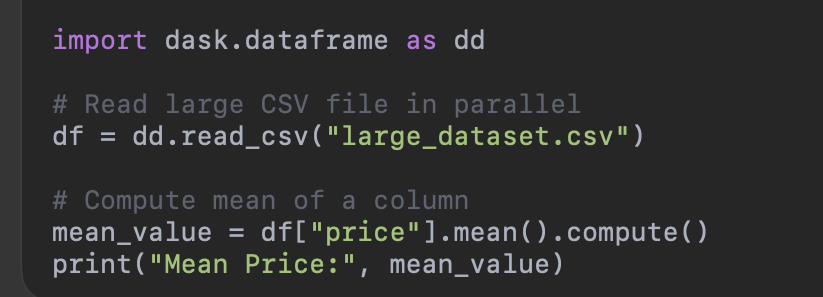 import dask.dataframe as dd
# Read large CSV file in parallel
df = dd.read_csv("large_dataset.csv")
# Compute mean of a column
mean_value = df["price"].mean().compute()
print("Mean Price:", mean_value)